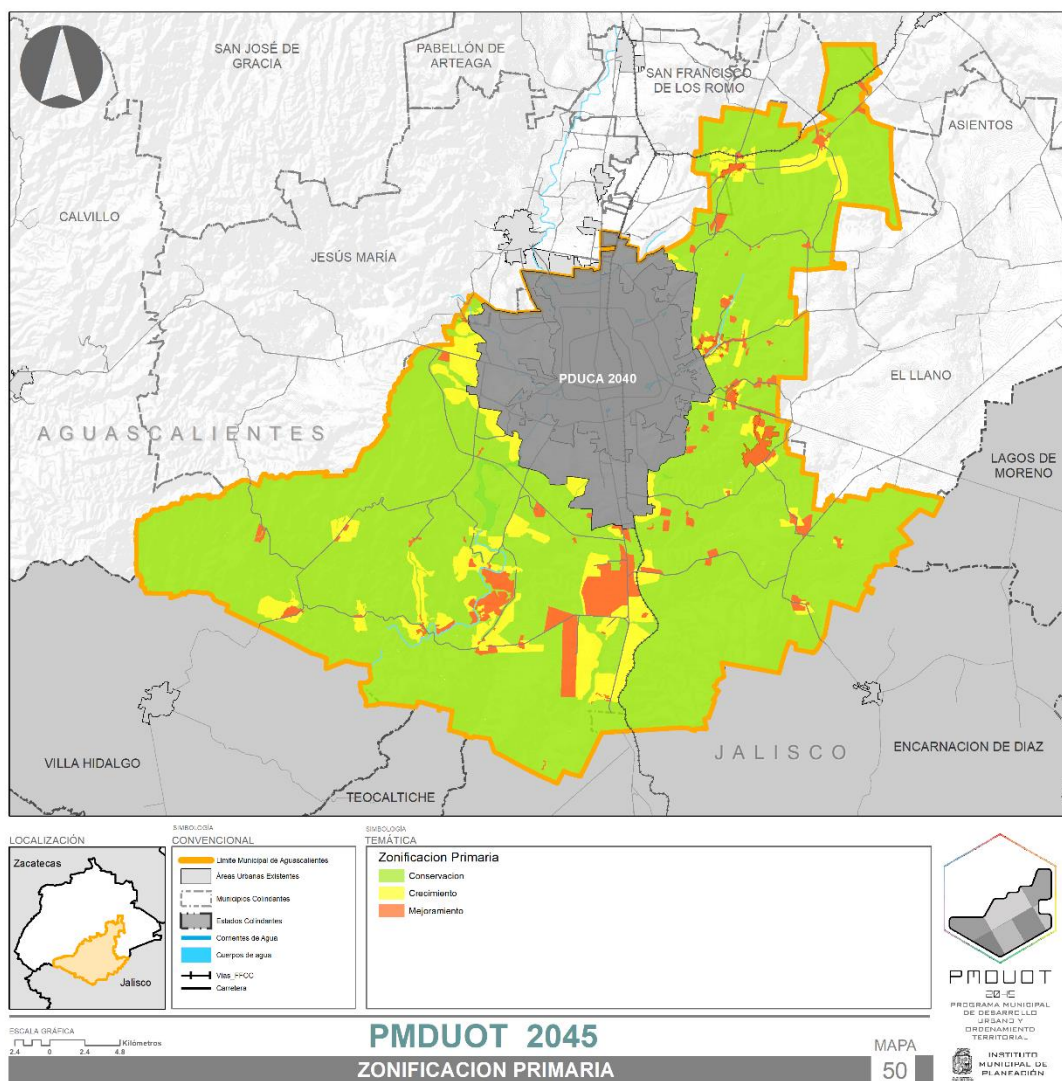 SAN JOSÉ DE
GRACIA
PABELLÓN DE
ARTEAGA
SAN FRANCISCO
DE LOS ROMO
ASIENTOS
CALVILLO
JESÚS MARÍA
PDUCA 2040
EL LLANO
AGUASCALIENTES
LAGOS DE
MORENO
JALISCO
ENCARNACION DE DIAZ
VILLA HIDALGO
TEOCALTICHE
LOCALIZACIÓN
Zacatecas
Jalisco
SIMBOLOGÍA
CONVENCIONAL
Límite Municipal de Aguascalientes
Áreas Urbanas Existentes
Municipios Colindantes
Estados Colindantes
Corrientes de Agua
Cuerpos de agua
Vías_FFCC
Carretera
SIMBOLOGÍA
TEMÁTICA
Zonificacion Primaria
Conservacion
Crecimiento
Mejoramiento
PMDUOT
PROGRAMA MUNICIPAL
DE DESARROLLO
URBANO Y
ORDENAMIENTO
TERRITORIAL
INSTITUTO
MUNICIPAL DE
PLANEACIÓN
ESCALA GRÁFICA
2.4 0 2.4 4.8 Kilómetros
PMDUOT 2045
ZONIFICACION PRIMARIA
MAPA
50